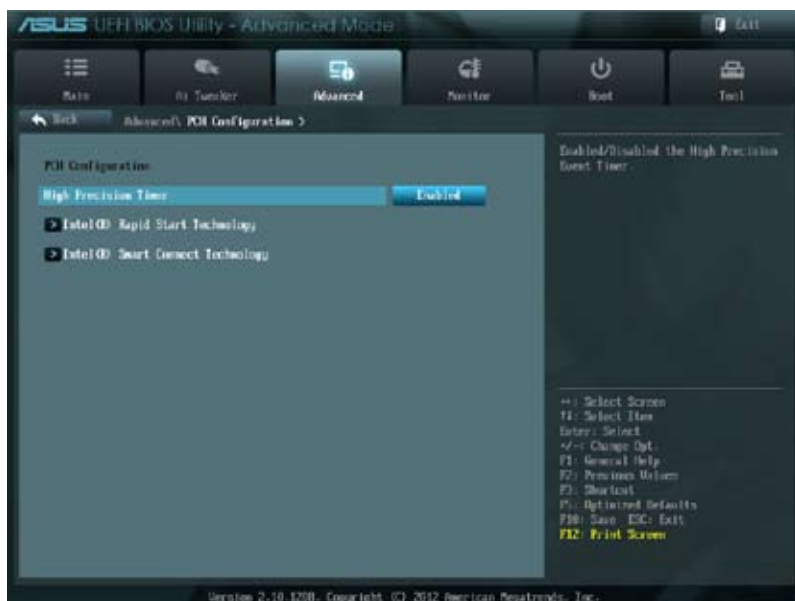 ASUS UEFI BIOS Utility - Advanced Mode
Exit
Main
Ai Tweaker
Advanced
Monitor
Boot
Tool
Back
Advanced\ PCH Configuration >
PCH Configuration
High Precision Timer
Enabled
> Intel(R) Rapid Start Technology
> Intel(R) Smart Connect Technology
Enabled/Disabled the High Precision
Event Timer.
→←: Select Screen
↑↓: Select Item
Enter: Select
+/-: Change Opt.
F1: General Help
F2: Previous Values
F3: Shortcut
F5: Optimized Defaults
F10: Save ESC: Exit
F12: Print Screen
Version 2.10.1208. Copyright (C) 2012 American Megatrends, Inc.